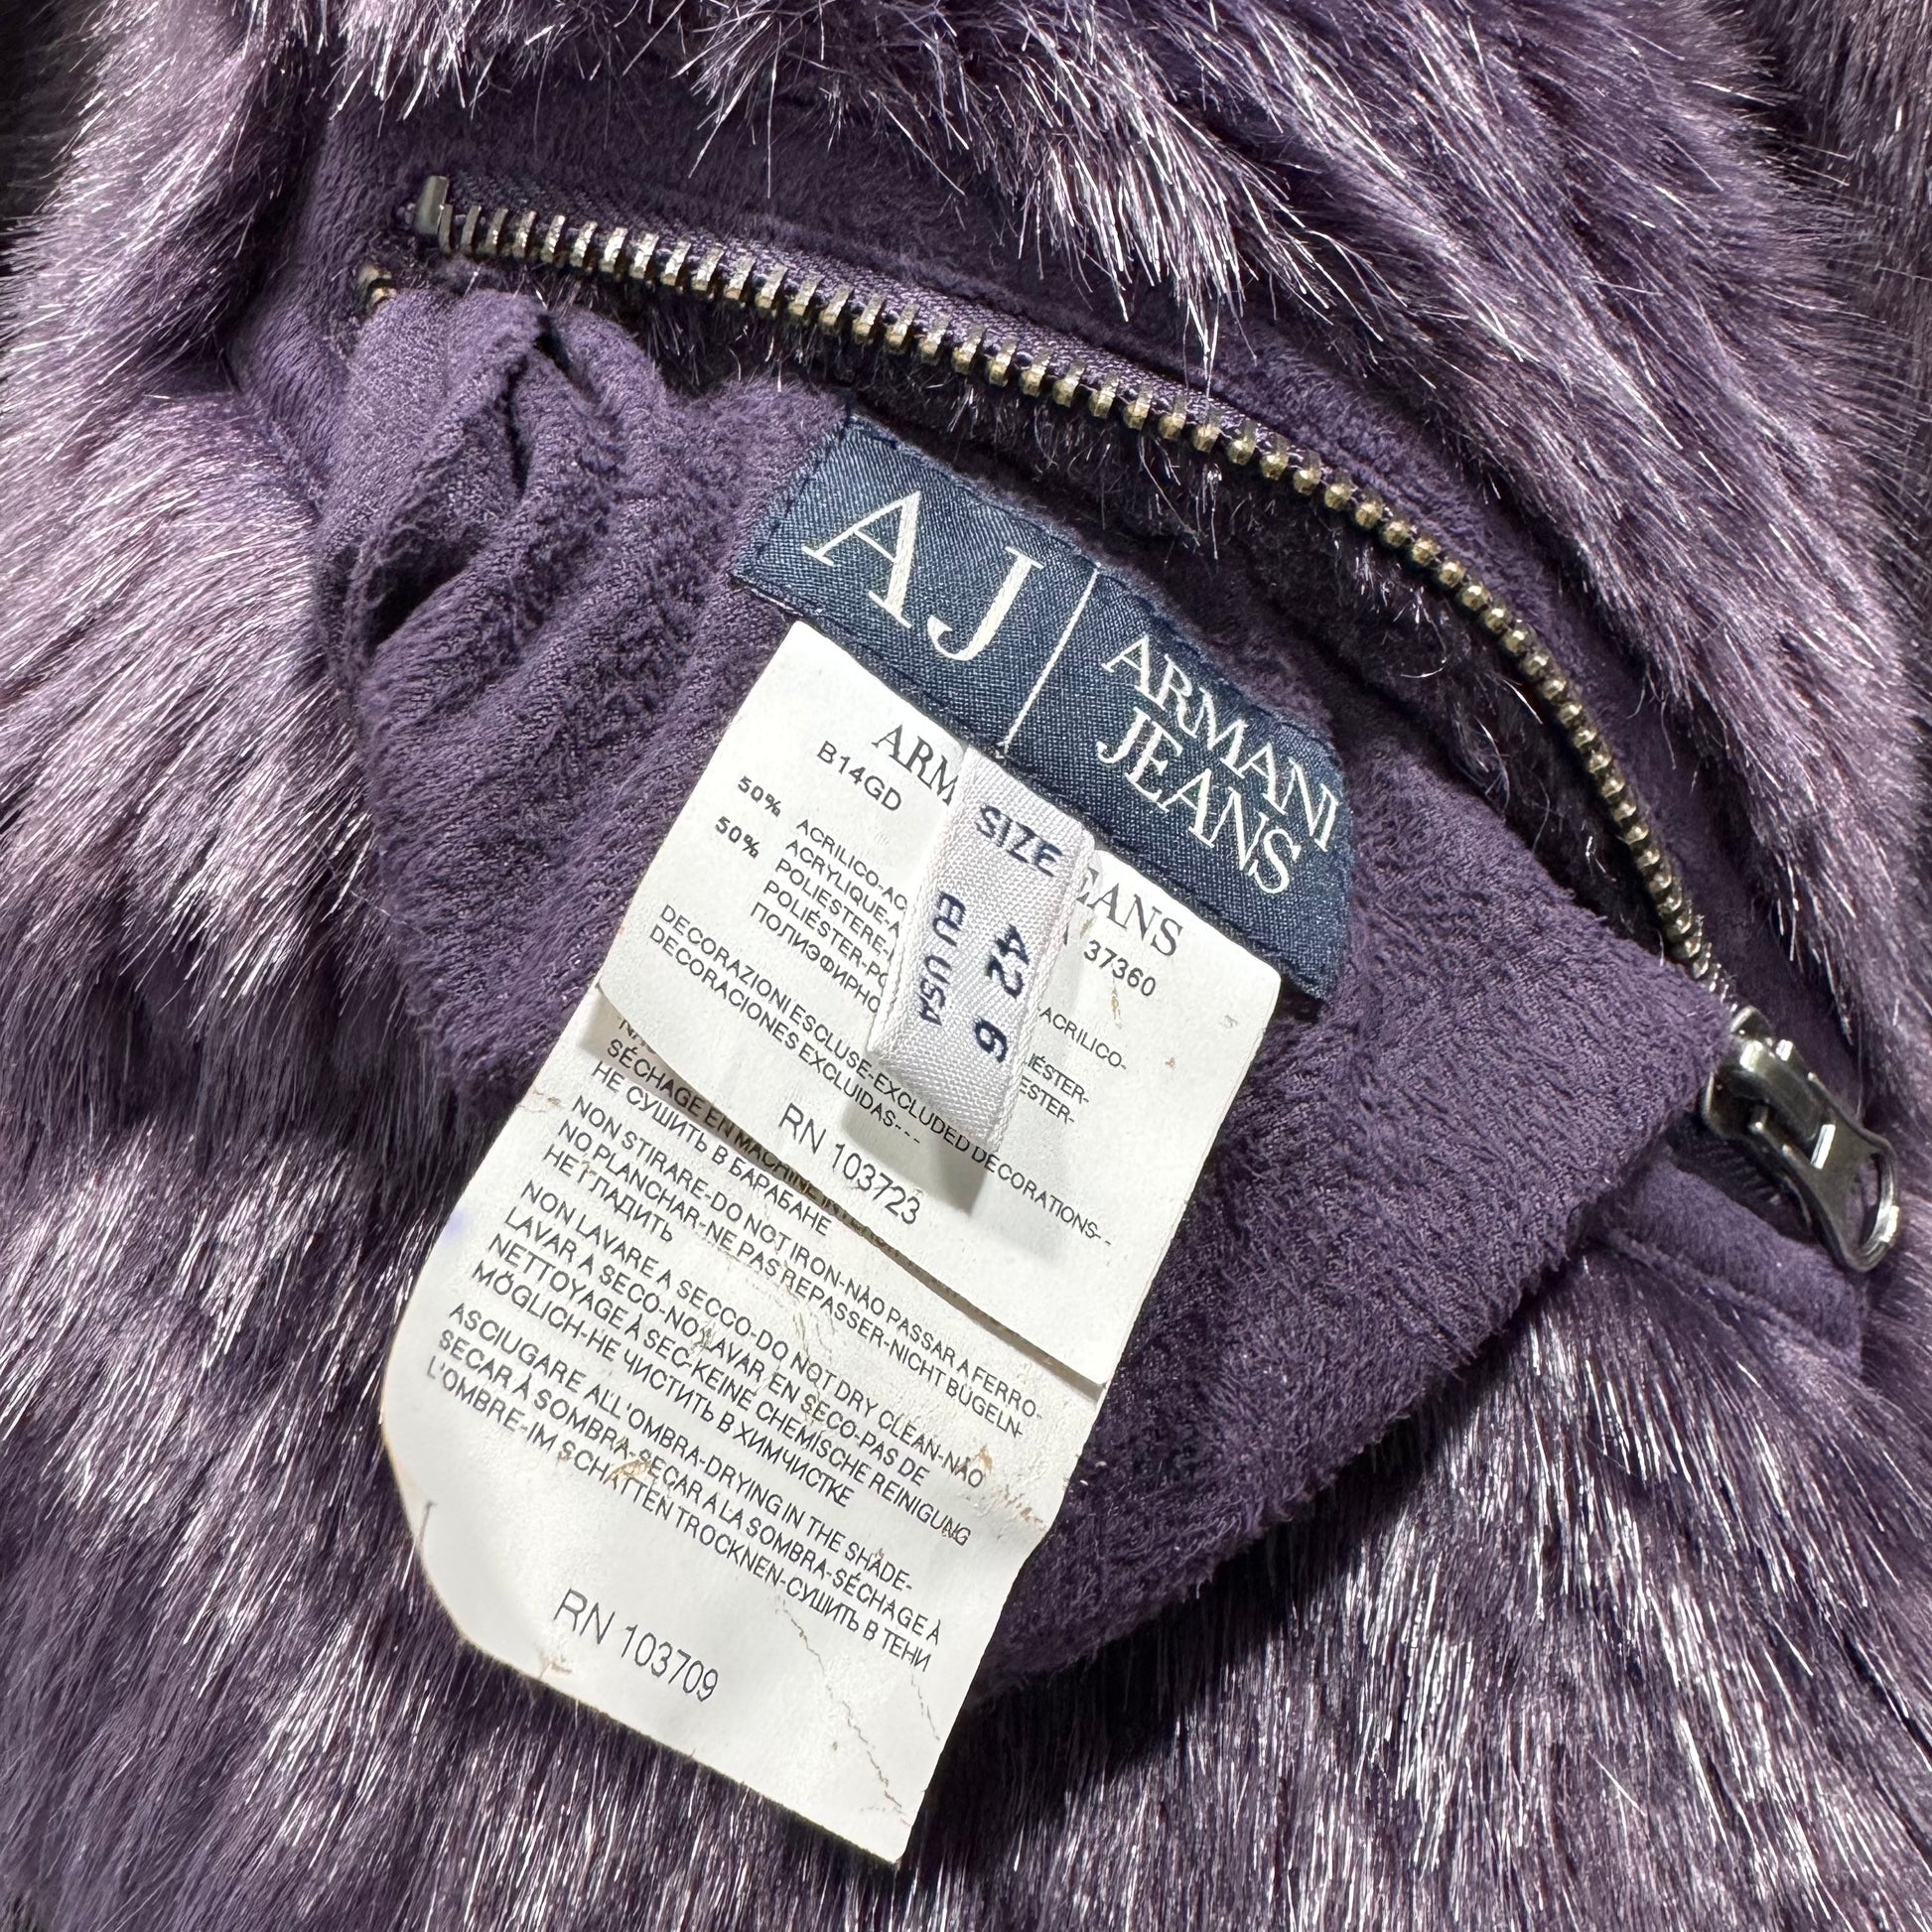 AJ
ARMANI
JEANS
SIZE
EU 42
USA 6
ARM EANS
B14GD 37360
50% ACRILICO-AC ACRILICO-
ACRYLIQUE-A
50% POLIESTERE- IÉSTER-
POLIÉSTER-PO ESTER-
ПОЛИЭФИРНО
DECORAZIONI ESCLUSE-EXCLUDED DECORATIONS--
DECORACIONES EXCLUIDAS---
RN 103723
SÉCHAGE EN MACHINE
НЕ СУШИТЬ В БАРАБАНЕ
NON STIRARE-DO NOT IRON-NÃO PASSAR A FERRO-
NO PLANCHAR-NE PAS REPASSER-NICHT BÜGELN-
НЕ ГЛАДИТЬ
NON LAVARE A SECCO-DO NOT DRY CLEAN-NÃO
LAVAR À SECO-NO LAVAR EN SECO-PAS DE
NETTOYAGE À SEC-KEINE CHEMISCHE REINIGUNG
MÖGLICH-НЕ ЧИСТИТЬ В ХИМЧИСТКЕ
ASCIUGARE ALL'OMBRA-DRYING IN THE SHADE-
SECAR À SOMBRA-SECAR A LA SOMBRA-SÉCHAGE À
L'OMBRE-IM SCHATTEN TROCKNEN-СУШИТЬ В ТЕНИ
RN 103709